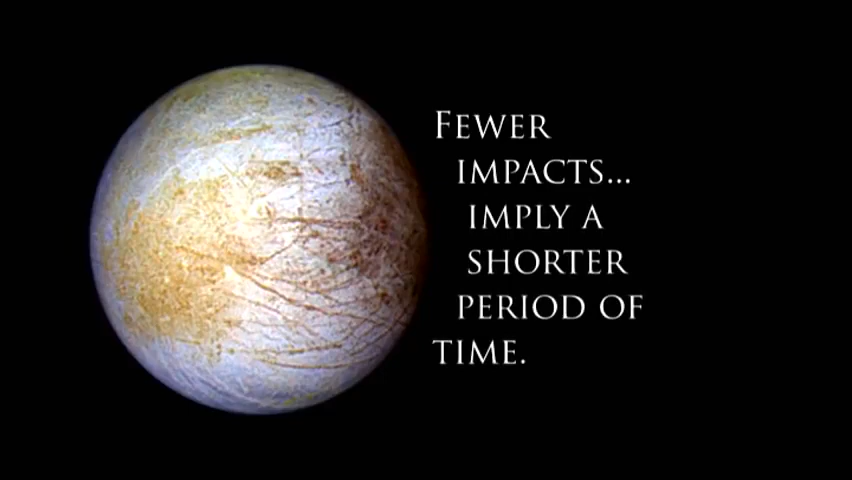 Fewer
impacts...
imply a
shorter
period of
time.